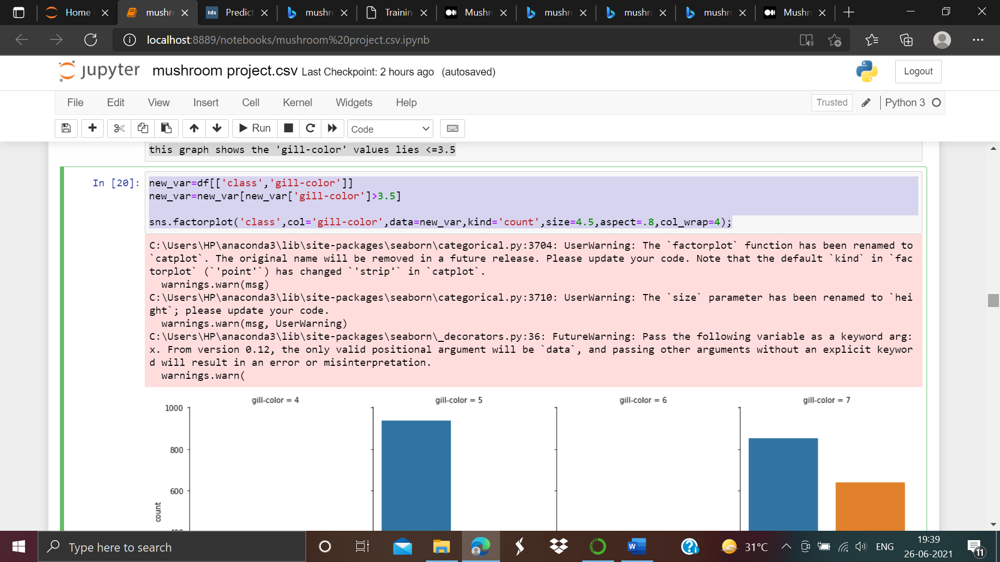 Home
mushr
tds
Predict
mushr
Trainin
Mushr
mushr
mushr
mushr
Mushr
localhost:8889/notebooks/mushroom%20project.csv.ipynb
jupyter mushroom project.csv Last Checkpoint: 2 hours ago (autosaved)
Logout
File Edit View Insert Cell Kernel Widgets Help
Trusted
Python 3
Run
Code
this graph shows the 'gill-color' values lies <=3.5
In [20]:
new_var=df[['class','gill-color']]
new_var=new_var[new_var['gill-color']>3.5]
sns.factorplot('class',col='gill-color',data=new_var,kind='count',size=4.5,aspect=.8,col_wrap=4);
C:\Users\HP\anaconda3\lib\site-packages\seaborn\categorical.py:3704: UserWarning: The `factorplot` function has been renamed to
`catplot`. The original name will be removed in a future release. Please update your code. Note that the default `kind` in `fac
torplot` (`'point'`) has changed `'strip'` in `catplot`.
warnings.warn(msg)
C:\Users\HP\anaconda3\lib\site-packages\seaborn\categorical.py:3710: UserWarning: The `size` parameter has been renamed to `hei
ght`; please update your code.
warnings.warn(msg, UserWarning)
C:\Users\HP\anaconda3\lib\site-packages\seaborn\_decorators.py:36: FutureWarning: Pass the following variable as a keyword arg:
x. From version 0.12, the only valid positional argument will be `data`, and passing other arguments without an explicit keywor
d will result in an error or misinterpretation.
warnings.warn(
gill-color = 4
gill-color = 5
gill-color = 6
gill-color = 7
1000
800
600
count
Type here to search
W
31°C
ENG
19:39
26-06-2021
11